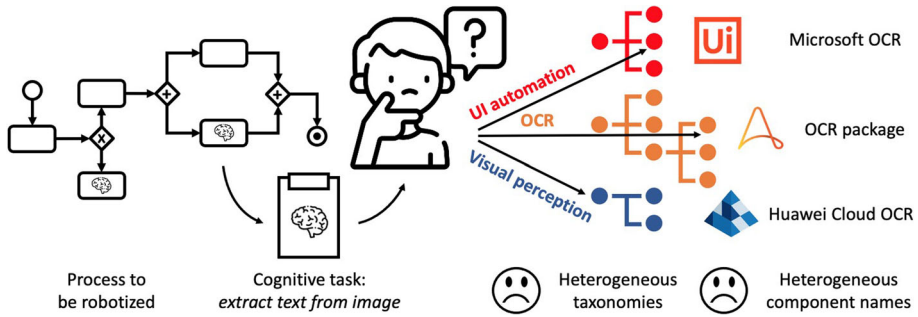 ?
UI automation
Ui
Microsoft OCR
x
+
+
OCR
OCR package
Visual perception
Huawei Cloud OCR
Process to
be robotized
Cognitive task:
extract text from image
Heterogeneous
taxonomies
Heterogeneous
component names